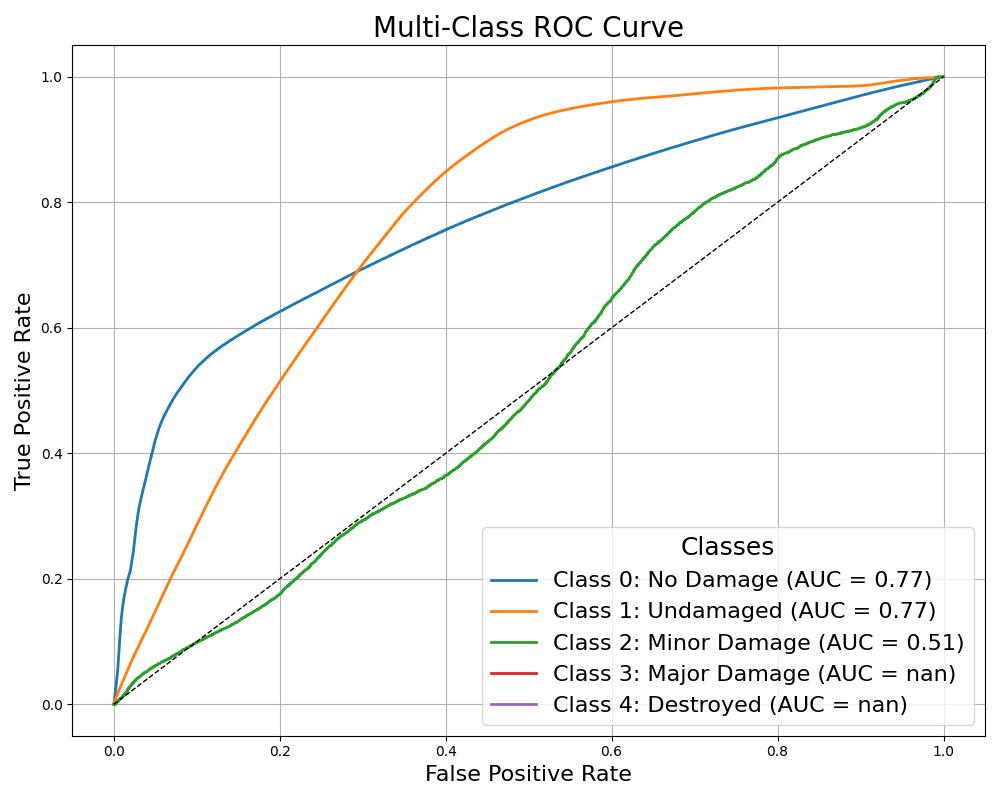 Multi-Class ROC Curve
True Positive Rate
1.0
0.8
0.6
0.4
0.2
0.0
Classes
Class 0: No Damage (AUC = 0.77)
Class 1: Undamaged (AUC = 0.77)
Class 2: Minor Damage (AUC = 0.51)
Class 3: Major Damage (AUC = nan)
Class 4: Destroyed (AUC = nan)
0.0 0.2 0.4 0.6 0.8 1.0
False Positive Rate